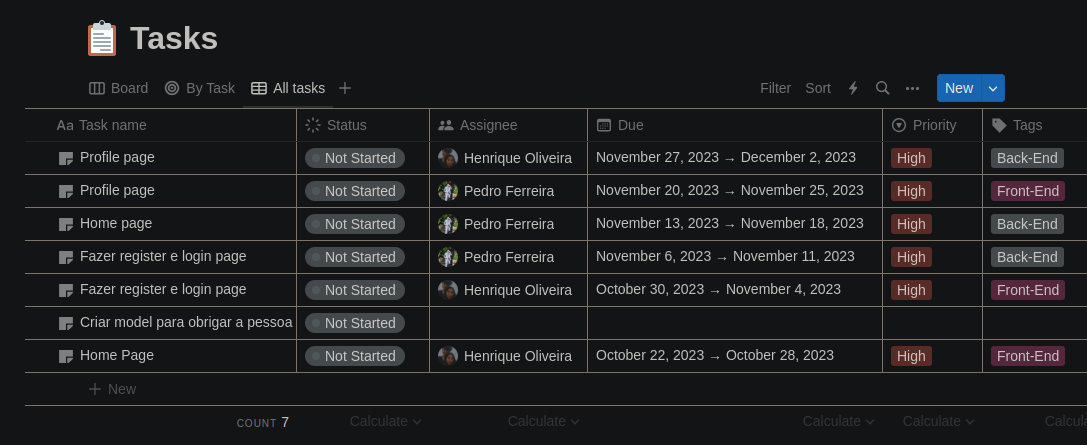 Tasks
Board By Task All tasks Filter Sort New
Aa Task name Status Assignee Due Priority Tags
Profile page Not Started Henrique Oliveira November 27, 2023 → December 2, 2023 High Back-End
Profile page Not Started Pedro Ferreira November 20, 2023 → November 25, 2023 High Front-End
Home page Not Started Pedro Ferreira November 13, 2023 → November 18, 2023 High Back-End
Fazer register e login page Not Started Pedro Ferreira November 6, 2023 → November 11, 2023 High Back-End
Fazer register e login page Not Started Henrique Oliveira October 30, 2023 → November 4, 2023 High Front-End
Criar model para obrigar a pessoa Not Started
Home Page Not Started Henrique Oliveira October 22, 2023 → October 28, 2023 High Front-End
New
COUNT 7 Calculate Calculate Calculate Calculate Calcu